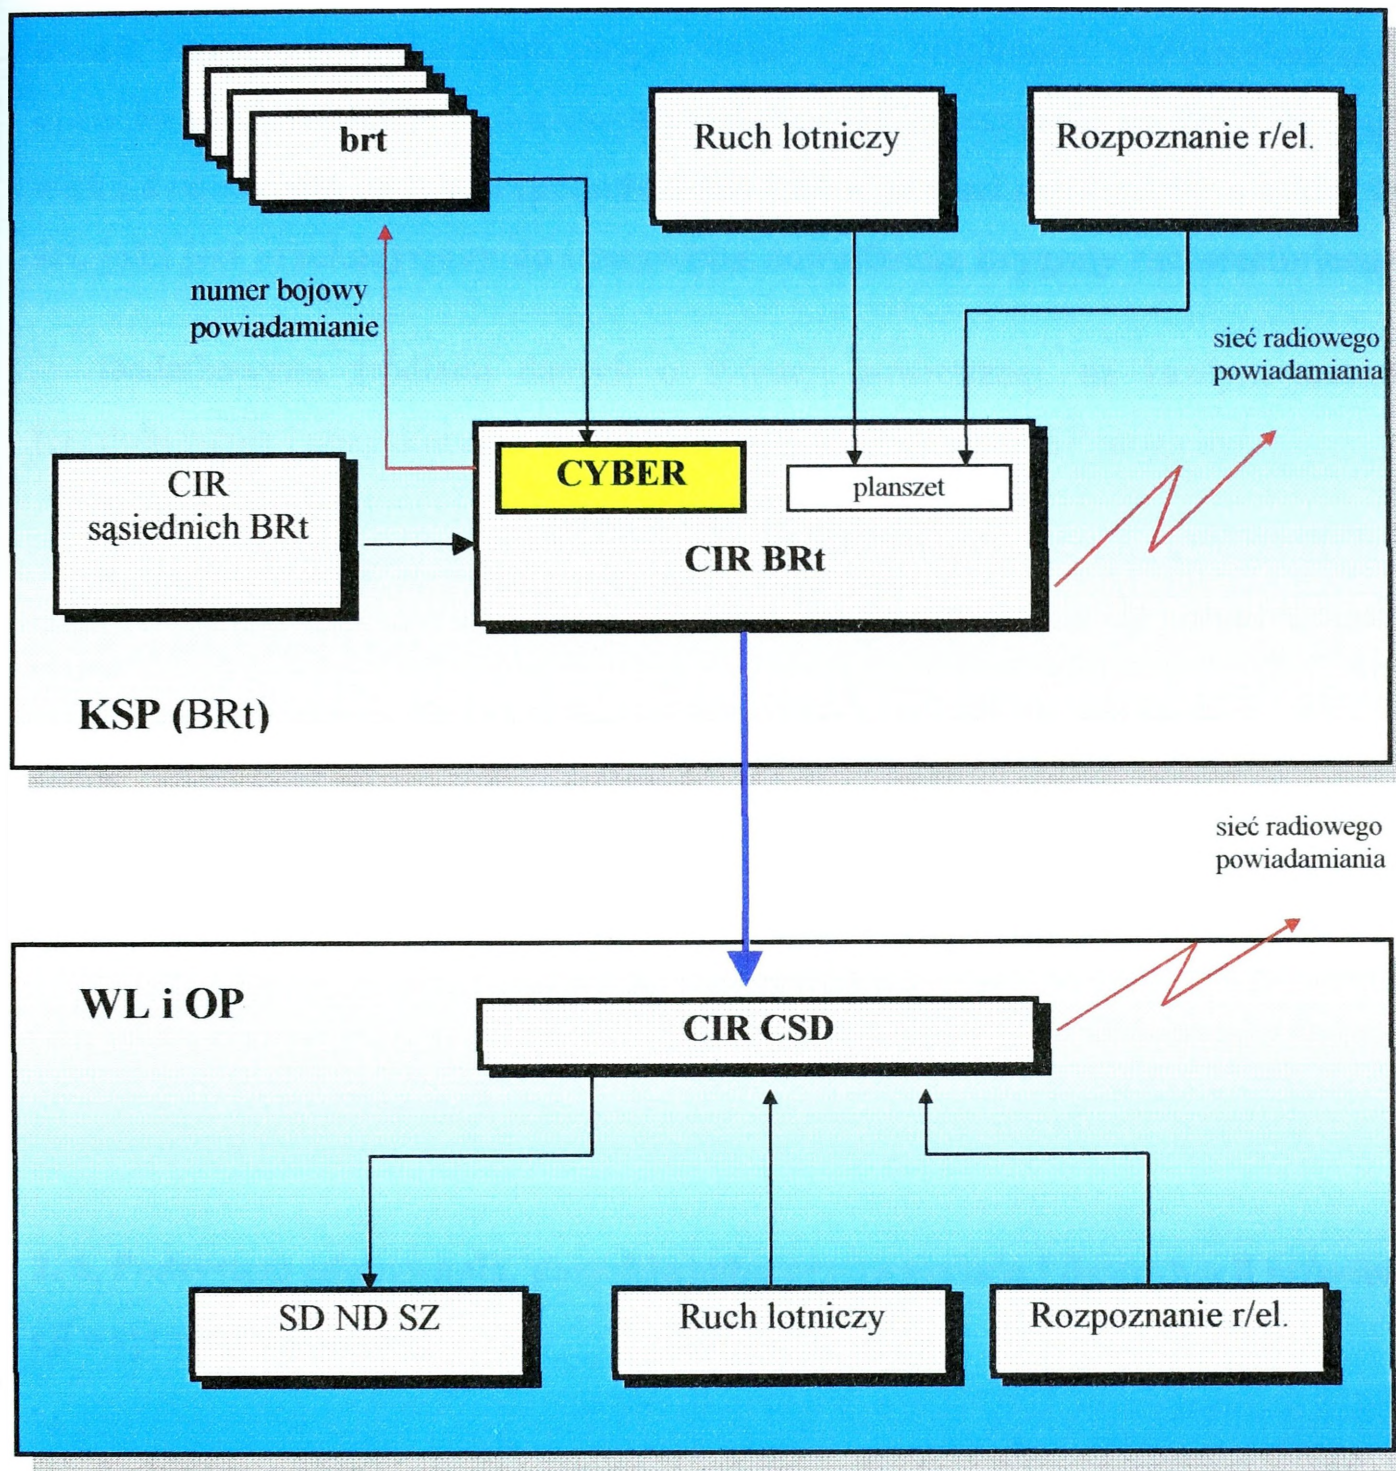 brt
Ruch lotniczy
Rozpoznanie r/el.
numer bojowy
powiadamianie
sieć radiowego
powiadamiania
CIR
sąsiednich BRt
CYBER
planszet
CIR BRt
KSP (BRt)
sieć radiowego
powiadamiania
WL i OP
CIR CSD
SD ND SZ
Ruch lotniczy
Rozpoznanie r/el.